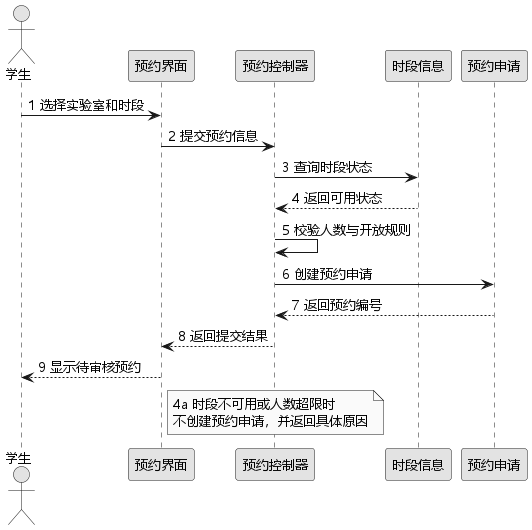 学生
预约界面
预约控制器
时段信息
预约申请
1 选择实验室和时段
2 提交预约信息
3 查询时段状态
4 返回可用状态
5 校验人数与开放规则
6 创建预约申请
7 返回预约编号
8 返回提交结果
9 显示待审核预约
4a 时段不可用或人数超限时
不创建预约申请，并返回具体原因
学生
预约界面
预约控制器
时段信息
预约申请